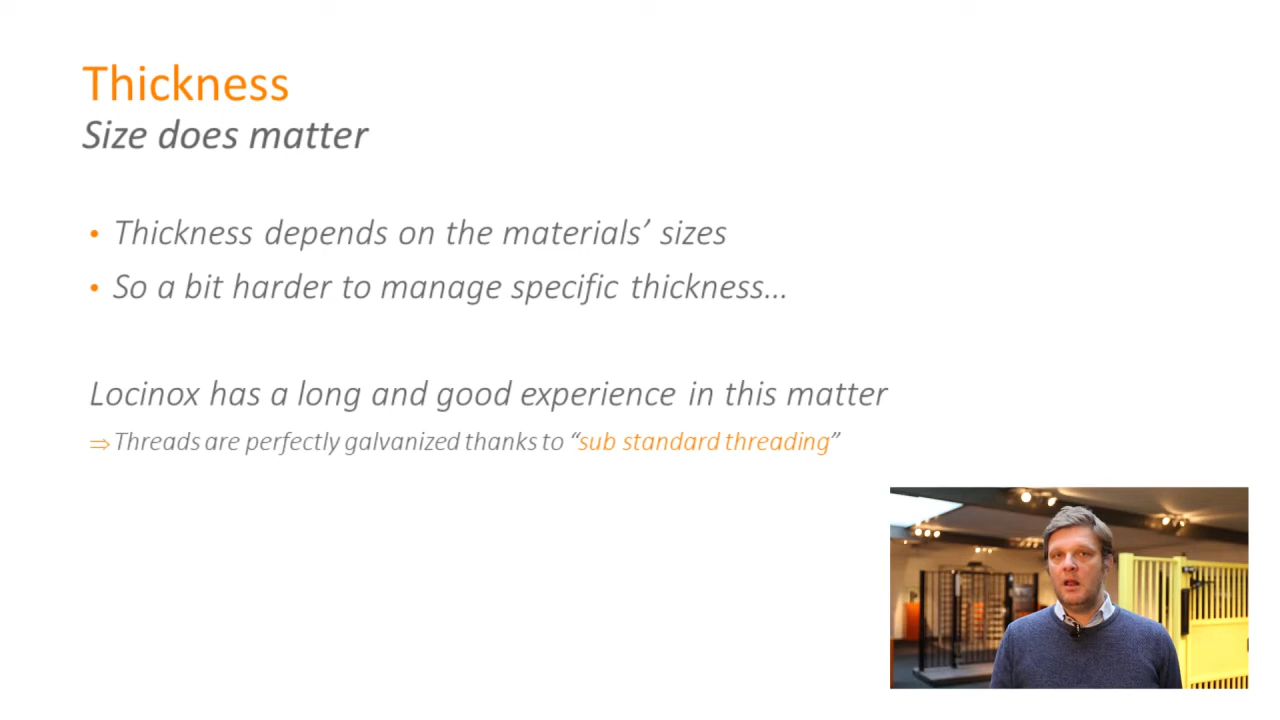 Thickness
Size does matter
• Thickness depends on the materials’ sizes
• So a bit harder to manage specific thickness…
Locinox has a long and good experience in this matter
⇒ Threads are perfectly galvanized thanks to “sub standard threading”